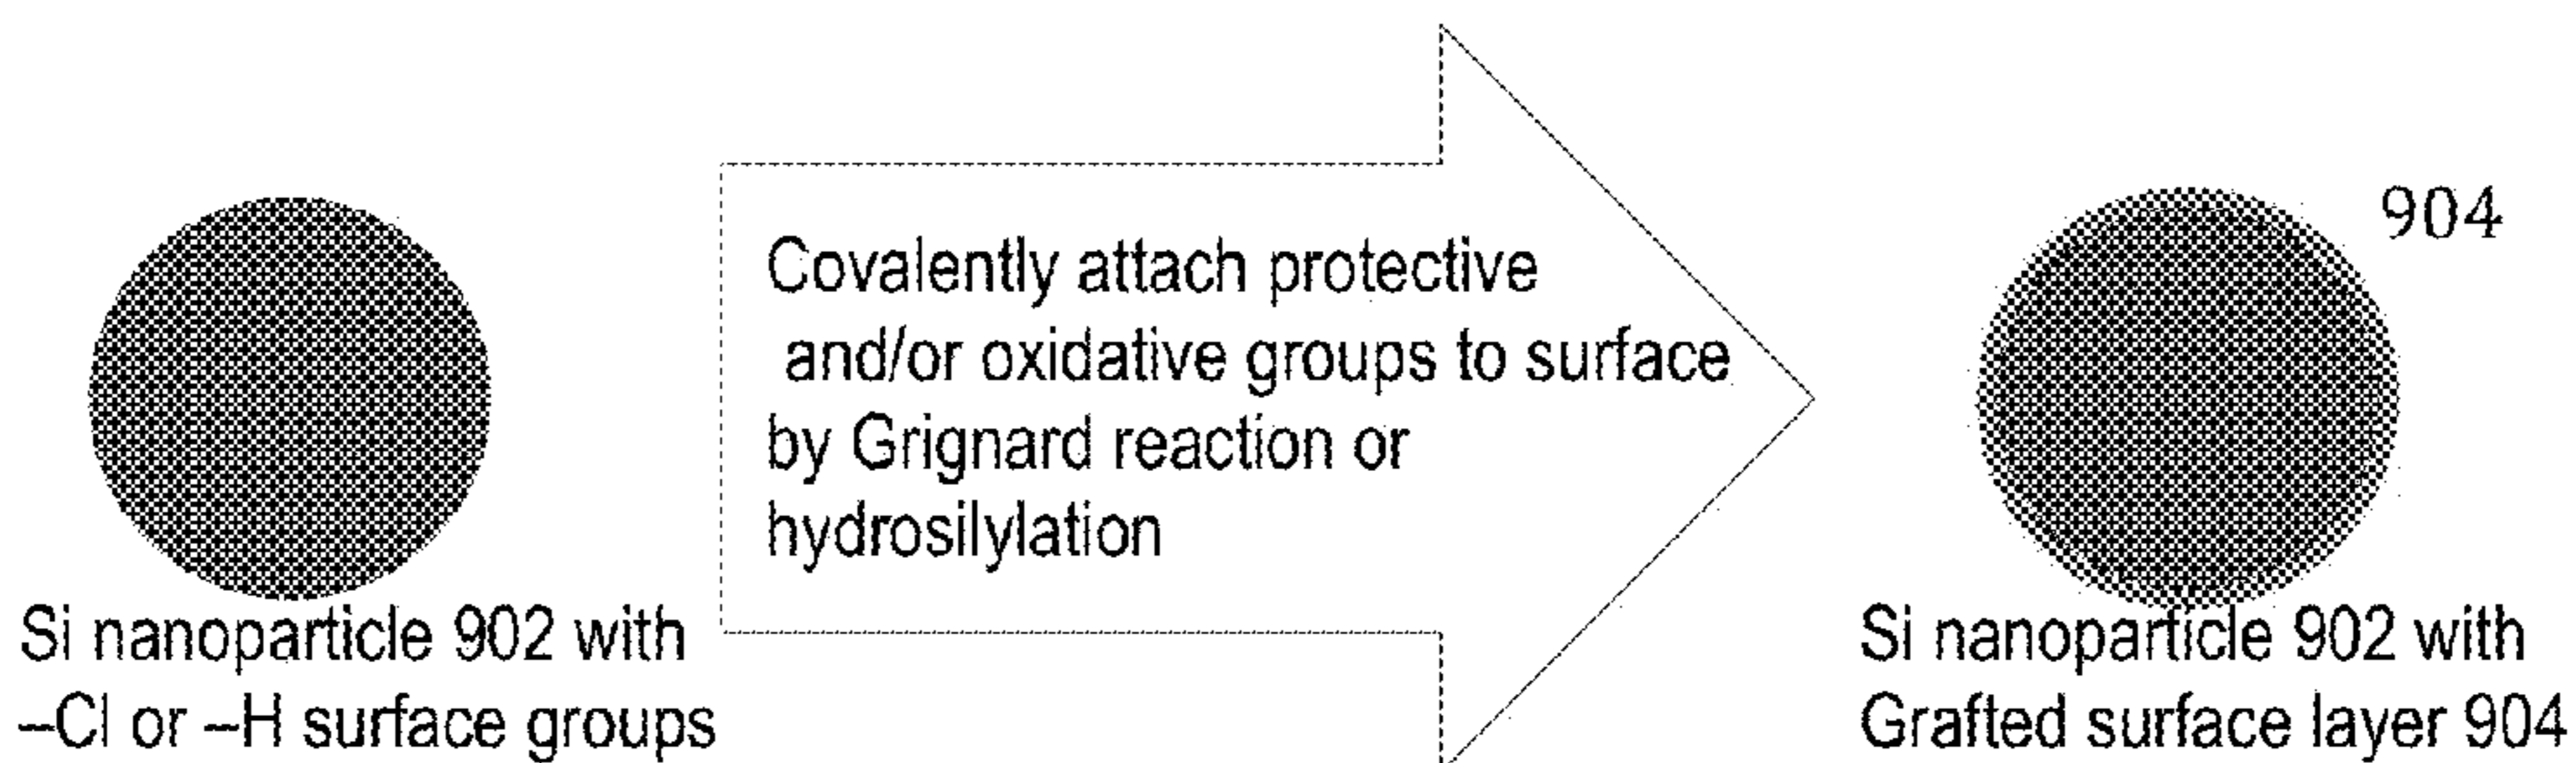 Covalently attach protective
and/or oxidative groups to surface
by Grignard reaction or
hydrosilylation
904
Si nanoparticle 902 with
–Cl or –H surface groups
Si nanoparticle 902 with
Grafted surface layer 904